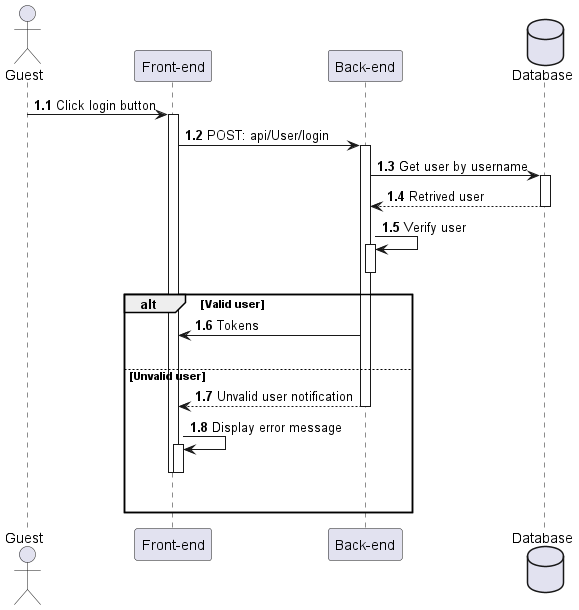 Guest
Front-end
Back-end
Database
1.1 Click login button
1.2 POST: api/User/login
1.3 Get user by username
1.4 Retrived user
1.5 Verify user
alt [Valid user]
1.6 Tokens
[Unvalid user]
1.7 Unvalid user notification
1.8 Display error message
Guest
Front-end
Back-end
Database